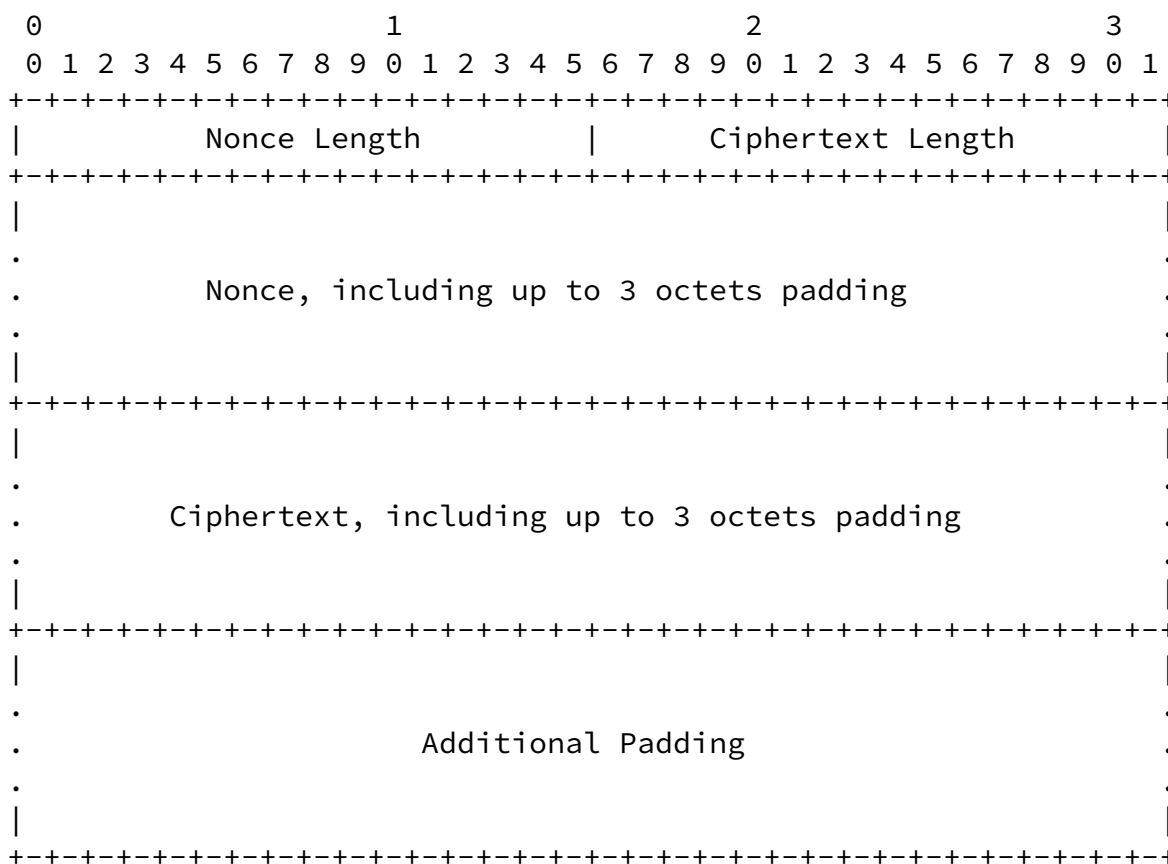 0                   1                   2                   3
0 1 2 3 4 5 6 7 8 9 0 1 2 3 4 5 6 7 8 9 0 1 2 3 4 5 6 7 8 9 0 1
+-+-+-+-+-+-+-+-+-+-+-+-+-+-+-+-+-+-+-+-+-+-+-+-+-+-+-+-+-+-+-+-+
|          Nonce Length         |      Ciphertext Length        |
+-+-+-+-+-+-+-+-+-+-+-+-+-+-+-+-+-+-+-+-+-+-+-+-+-+-+-+-+-+-+-+-+
|                                                               |
.                                                               .
.          Nonce, including up to 3 octets padding              .
.                                                               .
|                                                               |
+-+-+-+-+-+-+-+-+-+-+-+-+-+-+-+-+-+-+-+-+-+-+-+-+-+-+-+-+-+-+-+-+
|                                                               |
.                                                               .
.        Ciphertext, including up to 3 octets padding           .
.                                                               .
|                                                               |
+-+-+-+-+-+-+-+-+-+-+-+-+-+-+-+-+-+-+-+-+-+-+-+-+-+-+-+-+-+-+-+-+
|                                                               |
.                                                               .
.                      Additional Padding                       .
.                                                               .
|                                                               |
+-+-+-+-+-+-+-+-+-+-+-+-+-+-+-+-+-+-+-+-+-+-+-+-+-+-+-+-+-+-+-+-+